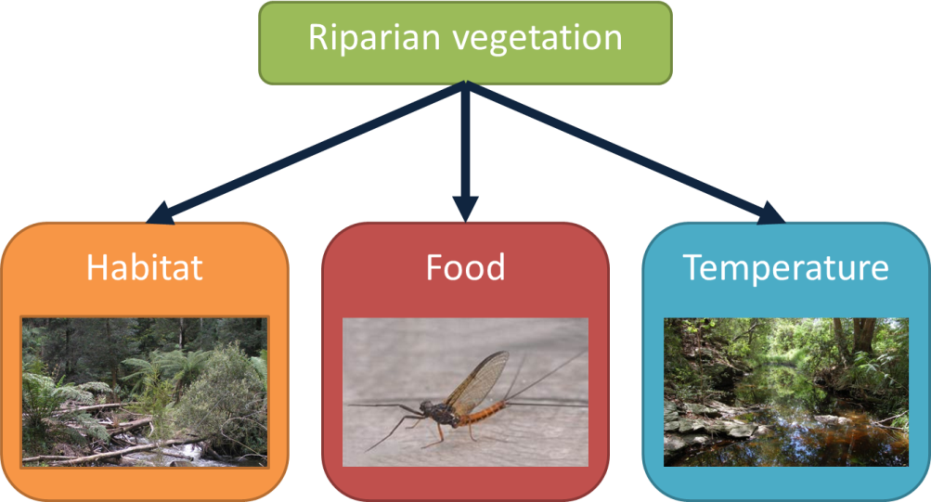 Riparian vegetation
Habitat
Food
Temperature